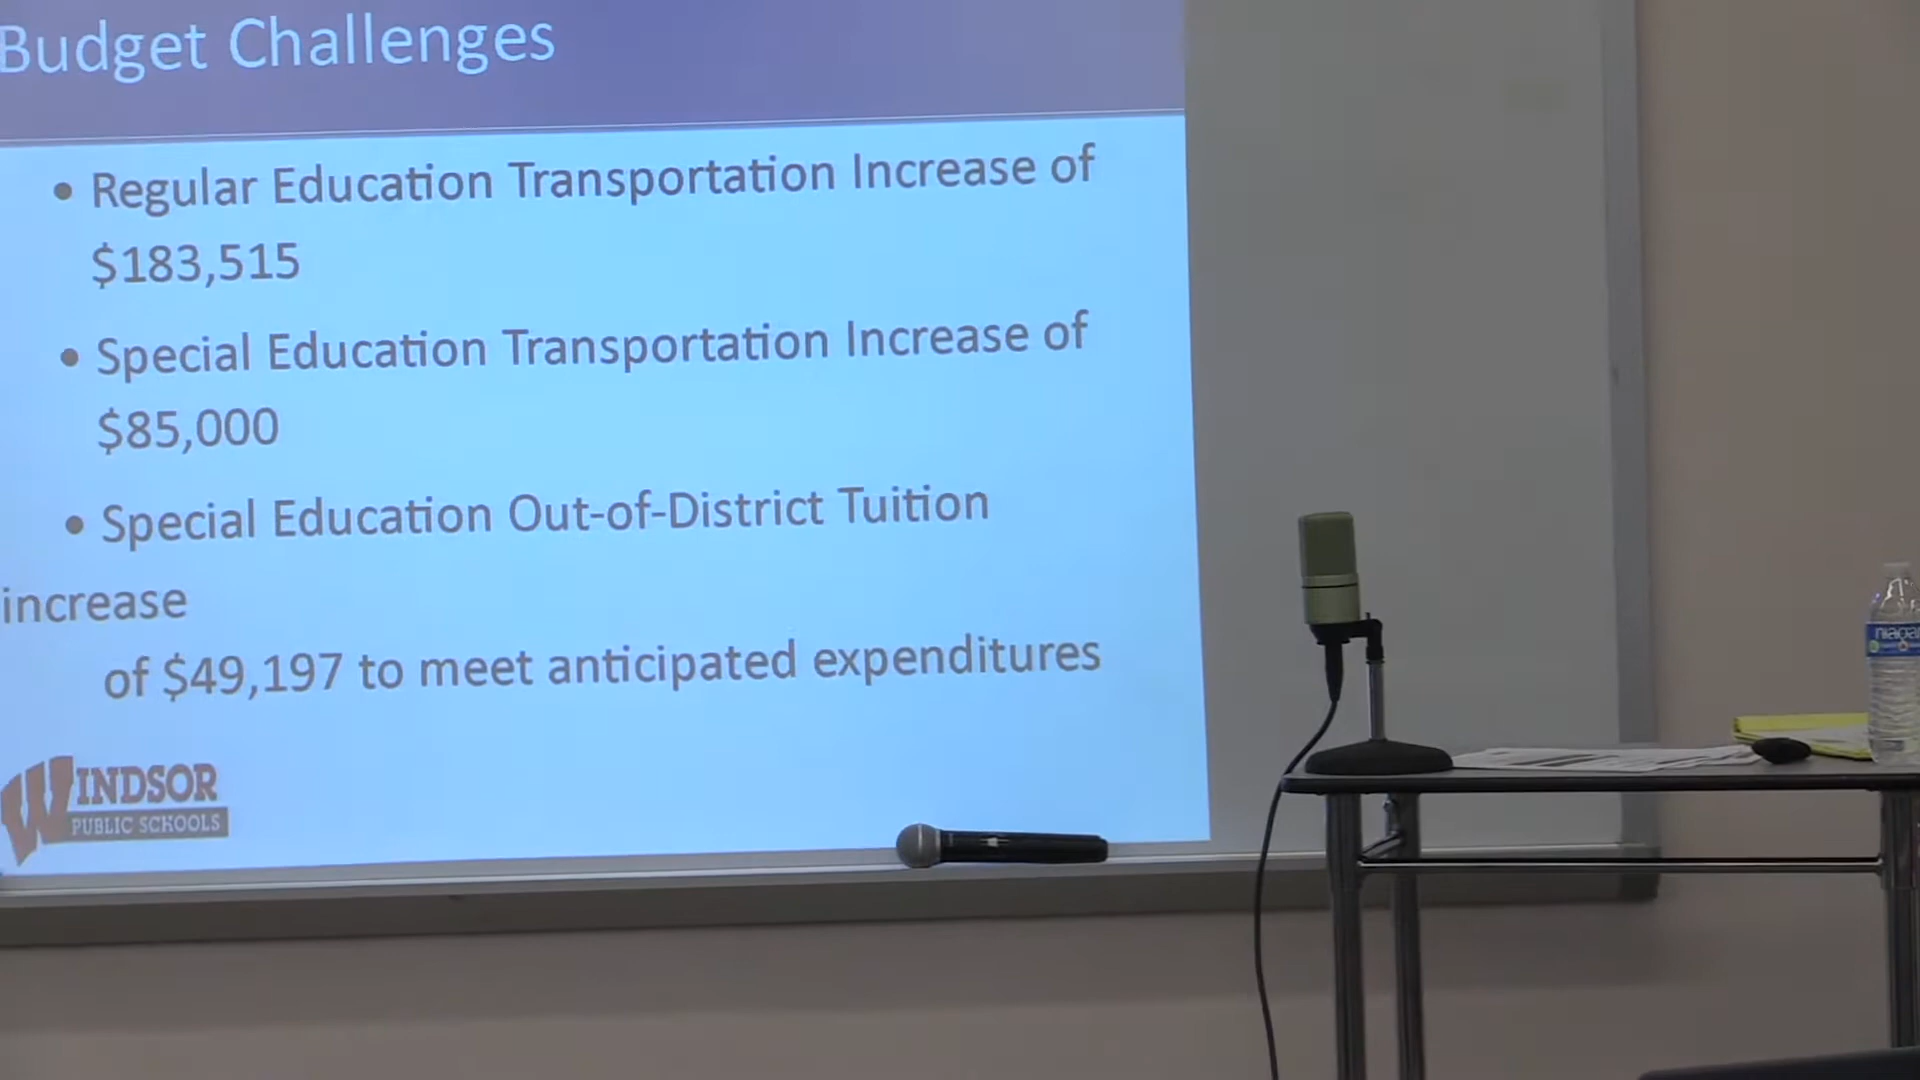 Budget Challenges
• Regular Education Transportation Increase of
$183,515
• Special Education Transportation Increase of
$85,000
• Special Education Out-of-District Tuition
increase
of $49,197 to meet anticipated expenditures
WINDSOR
PUBLIC SCHOOLS